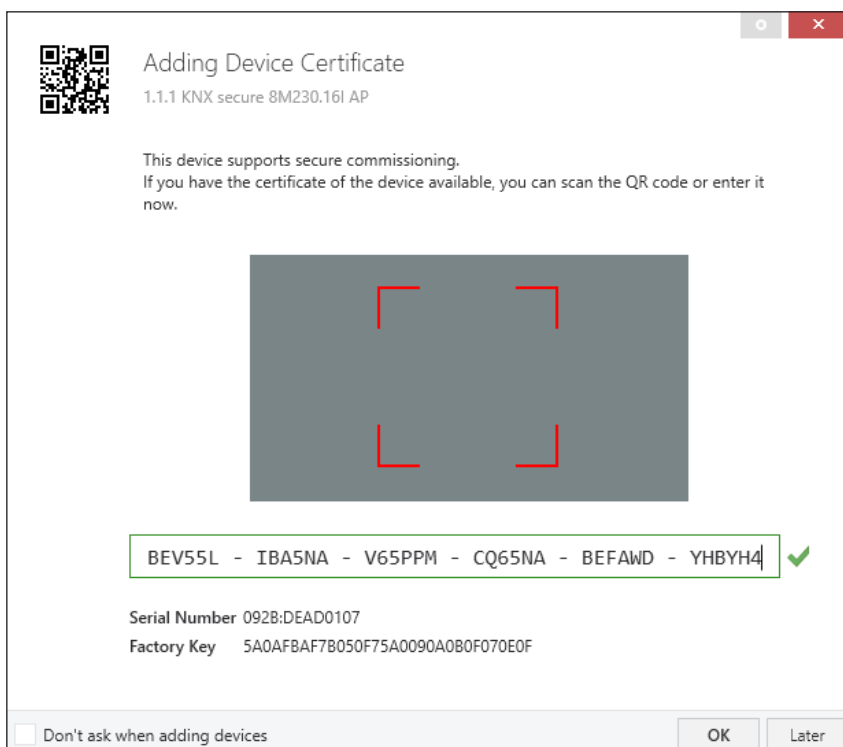 Adding Device Certificate
1.1.1 KNX secure 8M230.16I AP
This device supports secure commissioning.
If you have the certificate of the device available, you can scan the QR code or enter it
now.
BEV55L - IBA5NA - V65PPM - CQ65NA - BEFAWD - YHBYH4
Serial Number 092B:DEAD0107
Factory Key 5A0AFBAF7B050F75A0090A0B0F070E0F
Don't ask when adding devices
OK
Later